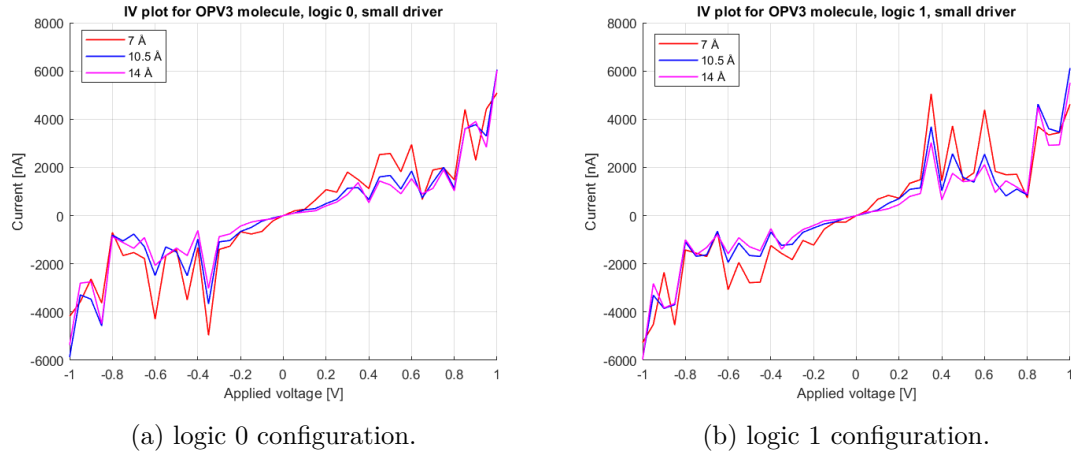 IV plot for OPV3 molecule, logic 0, small driver
8000
6000
4000
2000
0
-2000
-4000
-6000
Current [nA]
7 Å
10.5 Å
14 Å
-1 -0.8 -0.6 -0.4 -0.2 0 0.2 0.4 0.6 0.8 1
Applied voltage [V]
(a) logic 0 configuration.
IV plot for OPV3 molecule, logic 1, small driver
8000
6000
4000
2000
0
-2000
-4000
-6000
Current [nA]
7 Å
10.5 Å
14 Å
-1 -0.8 -0.6 -0.4 -0.2 0 0.2 0.4 0.6 0.8 1
Applied voltage [V]
(b) logic 1 configuration.